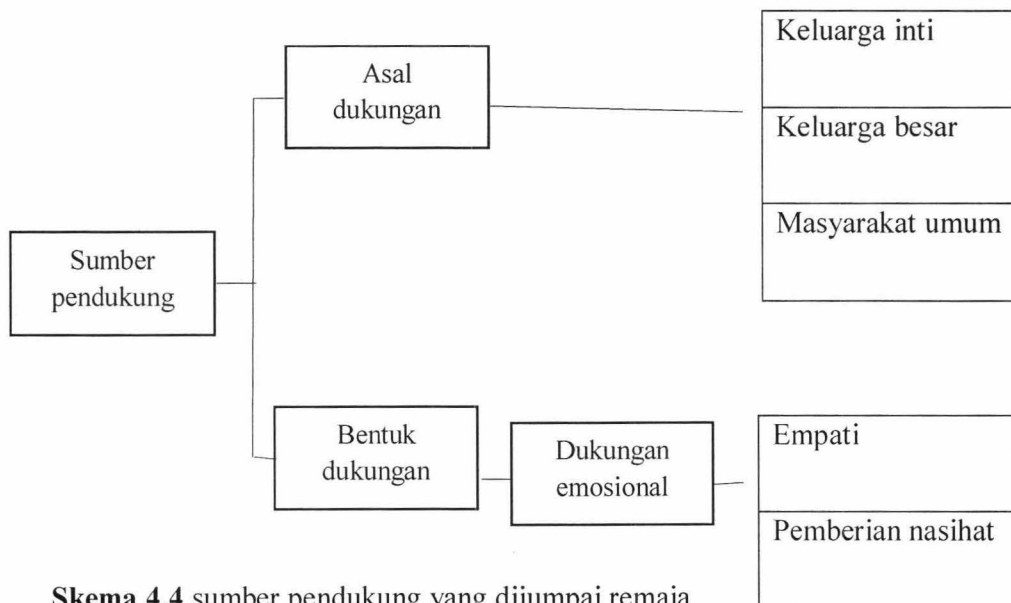 Keluarga inti
Asal
dukungan
Keluarga besar
Masyarakat umum
Sumber
pendukung
Bentuk
dukungan
Dukungan
emosional
Empati
Pemberian nasihat
Skema 4.4 sumber pendukung yang dijumpai remaja